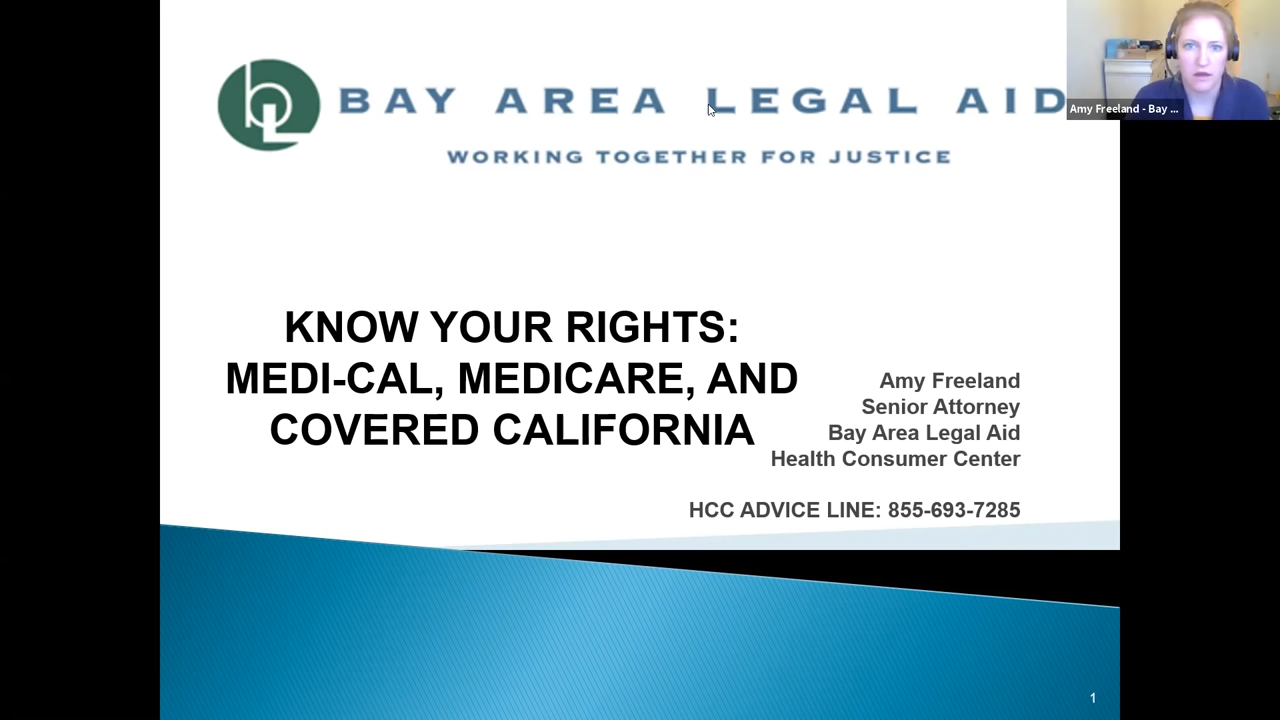 BAY AREA LEGAL AID
WORKING TOGETHER FOR JUSTICE
Amy Freeland - Bay ...
KNOW YOUR RIGHTS:
MEDI-CAL, MEDICARE, AND
COVERED CALIFORNIA
Amy Freeland
Senior Attorney
Bay Area Legal Aid
Health Consumer Center
HCC ADVICE LINE: 855-693-7285
1